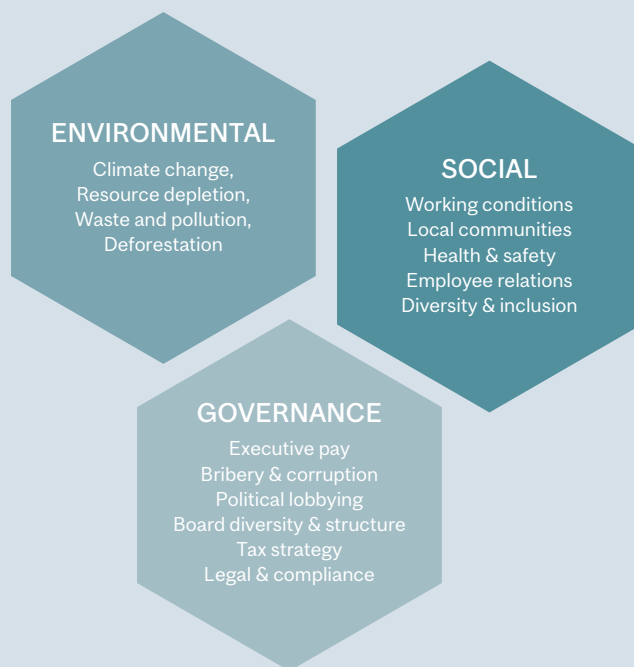 ENVIRONMENTAL
Climate change,
Resource depletion,
Waste and pollution,
Deforestation
SOCIAL
Working conditions
Local communities
Health & safety
Employee relations
Diversity & inclusion
GOVERNANCE
Executive pay
Bribery & corruption
Political lobbying
Board diversity & structure
Tax strategy
Legal & compliance